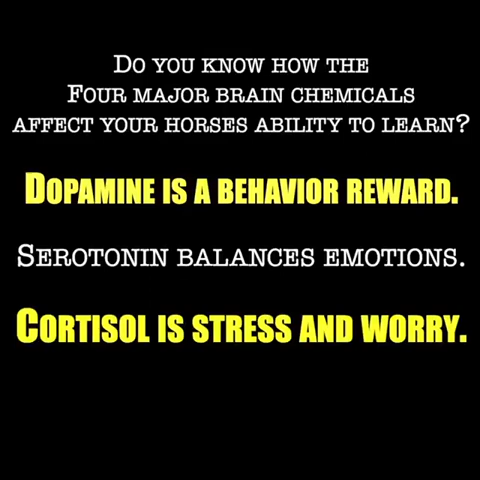 Do you know how the
Four major brain chemicals
affect your horses ability to learn?
Dopamine is a behavior reward.
Serotonin balances emotions.
Cortisol is stress and worry.